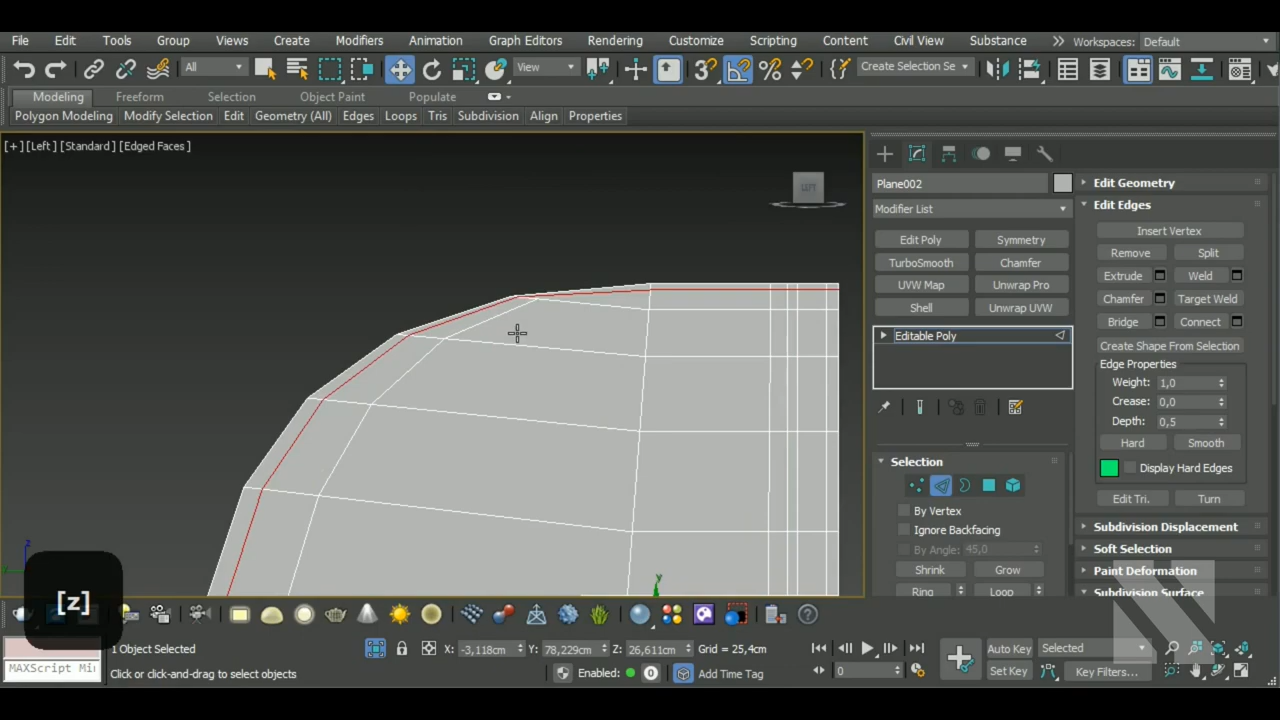 File Edit Tools Group Views Create Modifiers Animation Graph Editors Rendering Customize Scripting Content Civil View Substance Workspaces: Default
All View Create Selection Se
Modeling Freeform Selection Object Paint Populate
Polygon Modeling Modify Selection Edit Geometry (All) Edges Loops Tris Subdivision Align Properties
[+] [Left] [Standard] [Edged Faces]
Plane002
Modifier List
Edit Poly Symmetry
TurboSmooth Chamfer
UVW Map Unwrap Pro
Shell Unwrap UVW
Editable Poly
Selection
By Vertex
Ignore Backfacing
By Angle: 45,0
Shrink Grow
Ring Loop
Edit Geometry
Edit Edges
Insert Vertex
Remove Split
Extrude Weld
Chamfer Target Weld
Bridge Connect
Create Shape From Selection
Edge Properties
Weight: 1,0
Crease: 0,0
Depth: 0,5
Hard Smooth
Display Hard Edges
Edit Tri. Turn
Subdivision Displacement
Soft Selection
Paint Deformation
Subdivision Surface
z
y
[z]
MAXScript Mi
1 Object Selected
Click or click-and-drag to select objects
X: -3,118cm Y: 78,229cm Z: 26,611cm Grid = 25,4cm
Enabled: 0 Add Time Tag
0
Auto Key Selected
Set Key Key Filters...